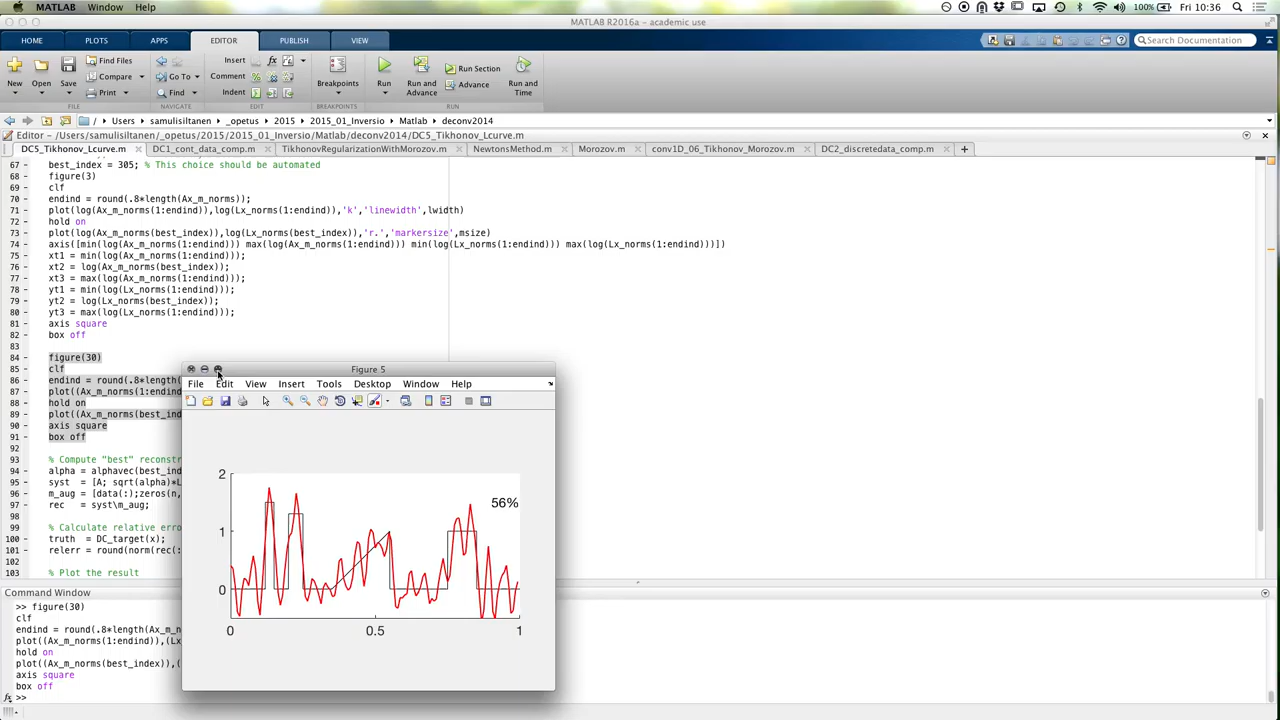 MATLAB Window Help 100% Fri 10:36
MATLAB R2016a - academic use
HOME PLOTS APPS EDITOR PUBLISH VIEW Search Documentation
New Open Save Find Files Compare Print Go To Find Insert Comment Indent fx Breakpoints Run Run and Advance Run Section Advance Run and Time
FILE NAVIGATE EDIT BREAKPOINTS RUN
/ Users samulisiltanen _opetus 2015 2015_01_Inversio Matlab deconv2014
Editor - /Users/samulisiltanen/_opetus/2015/2015_01_Inversio/Matlab/deconv2014/DC5_Tikhonov_Lcurve.m
DC5_Tikhonov_Lcurve.m DC1_cont_data_comp.m TikhonovRegularizationWithMorozov.m NewtonsMethod.m Morozov.m conv1D_06_Tikhonov_Morozov.m DC2_discretedata_comp.m
67 - best_index = 305; % This choice should be automated
68 - figure(3)
69 - clf
70 - endind = round(.8*length(Ax_m_norms));
71 - plot(log(Ax_m_norms(1:endind)),log(Lx_norms(1:endind)),'k','linewidth',lwidth)
72 - hold on
73 - plot(log(Ax_m_norms(best_index)),log(Lx_norms(best_index)),'r.','markersize',msize)
74 - axis([min(log(Ax_m_norms(1:endind))) max(log(Ax_m_norms(1:endind))) min(log(Lx_norms(1:endind))) max(log(Lx_norms(1:endind)))])
75 - xt1 = min(log(Ax_m_norms(1:endind)));
76 - xt2 = log(Ax_m_norms(best_index));
77 - xt3 = max(log(Ax_m_norms(1:endind)));
78 - yt1 = min(log(Lx_norms(1:endind)));
79 - yt2 = log(Lx_norms(best_index));
80 - yt3 = max(log(Lx_norms(1:endind)));
81 - axis square
82 - box off
83
84 - figure(30)
85 - clf
86 - endind = round(.8*length(
87 - plot((Ax_m_norms(1:endind
88 - hold on
89 - plot((Ax_m_norms(best_ind
90 - axis square
91 - box off
92
93 % Compute "best" reconstr
94 - alpha = alphavec(best_ind
95 - syst = [A; sqrt(alpha)*L
96 - m_aug = [data(:);zeros(n,
97 - rec = syst\m_aug;
98
99 % Calculate relative erro
100 - truth = DC_target(x);
101 - relerr = round(norm(rec(:
102
103 % Plot the result
Figure 5
File Edit View Insert Tools Desktop Window Help
2
56%
1
0
0 0.5 1
Command Window
>> figure(30)
clf
endind = round(.8*length(Ax_m_n
plot((Ax_m_norms(1:endind)),(Lx
hold on
plot((Ax_m_norms(best_index)),(
axis square
box off
fx >>